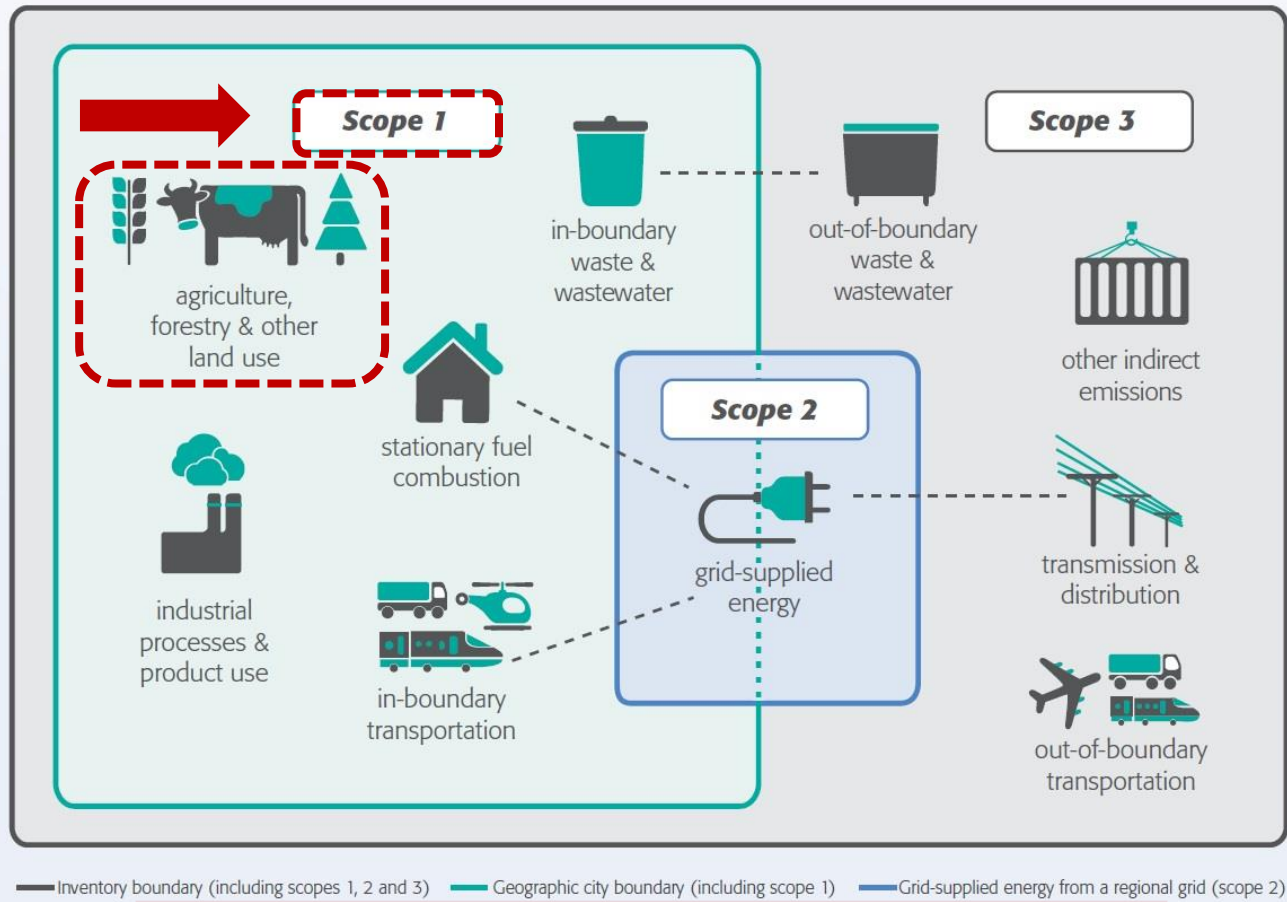 Scope 1
agriculture,
forestry & other
land use
in-boundary
waste &
wastewater
stationary fuel
combustion
industrial
processes &
product use
in-boundary
transportation
Scope 2
grid-supplied
energy
Scope 3
out-of-boundary
waste &
wastewater
other indirect
emissions
transmission &
distribution
out-of-boundary
transportation
Inventory boundary (including scopes 1, 2 and 3)
Geographic city boundary (including scope 1)
Grid-supplied energy from a regional grid (scope 2)